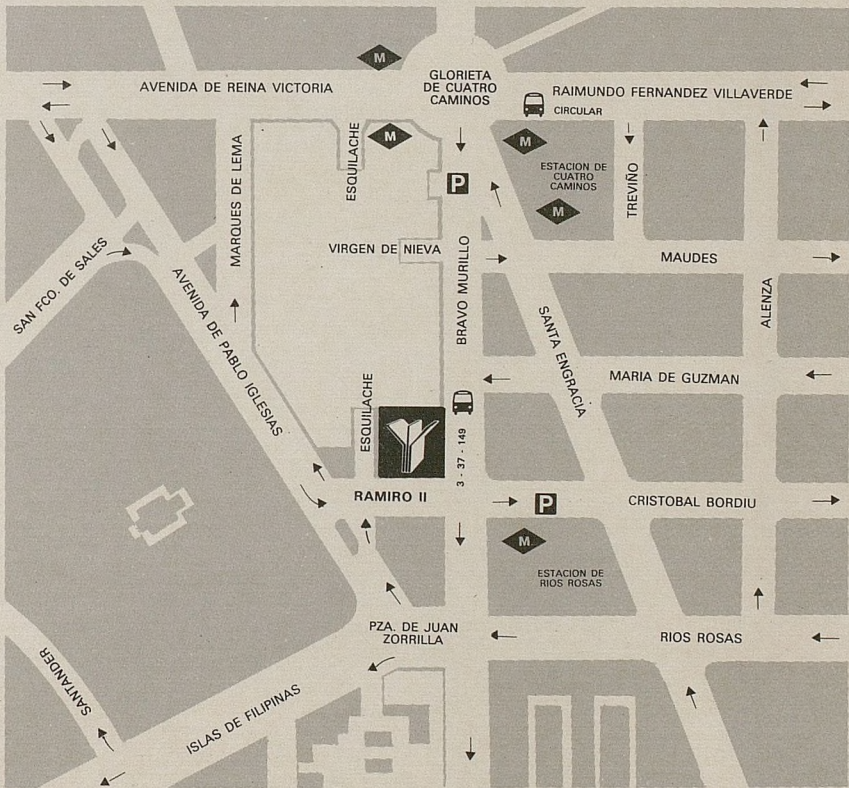 M
AVENIDA DE REINA VICTORIA
GLORIETA
DE CUATRO
CAMINOS
RAIMUNDO FERNANDEZ VILLAVERDE
CIRCULAR
MARQUES DE LEMA
ESQUILACHE
M
M
ESTACION DE
CUATRO
CAMINOS
TREVIÑO
P
M
SAN FCO. DE SALES
VIRGEN DE NIEVA
BRAVO MURILLO
MAUDES
AVENIDA DE PABLO IGLESIAS
SANTA ENGRACIA
ALENZA
ESQUILACHE
MARIA DE GUZMAN
3 - 37 - 149
RAMIRO II
P
CRISTOBAL BORDIU
M
ESTACION DE
RIOS ROSAS
PZA. DE JUAN
ZORRILLA
RIOS ROSAS
SANTANDER
ISLAS DE FILIPINAS